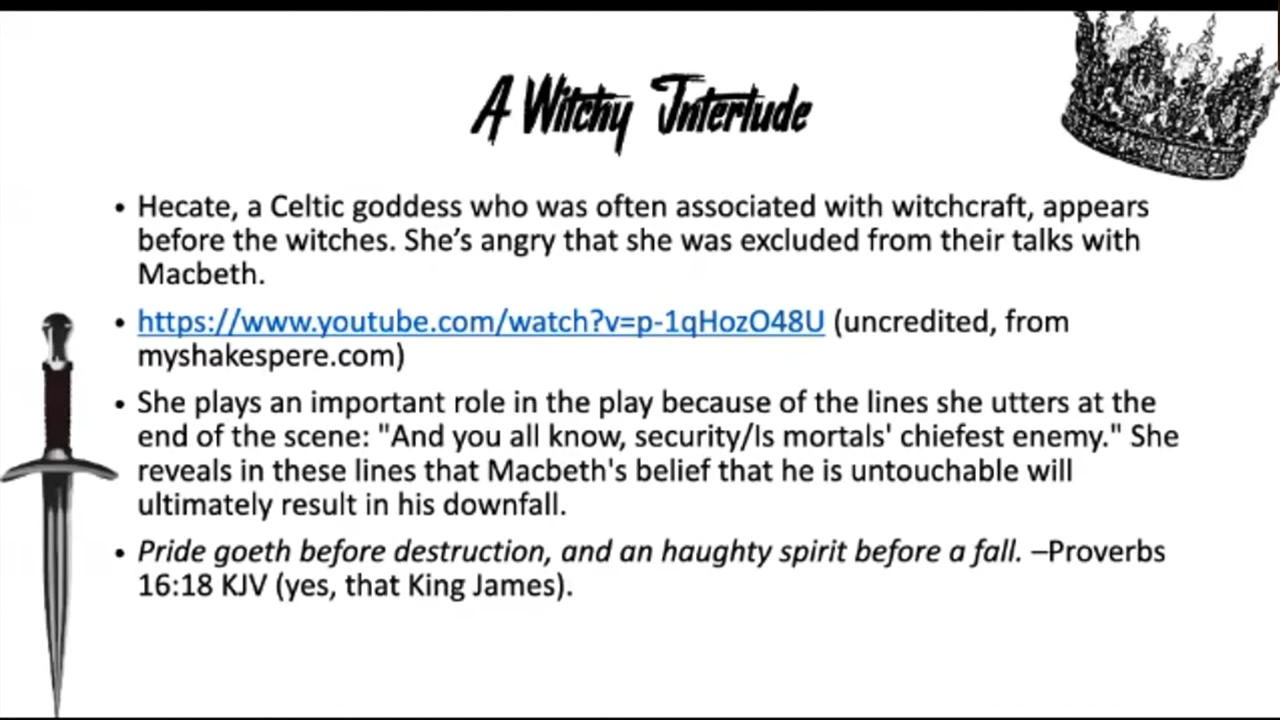 A Witchy Interlude
• Hecate, a Celtic goddess who was often associated with witchcraft, appears
before the witches. She's angry that she was excluded from their talks with
Macbeth.
• https://www.youtube.com/watch?v=p-1qHozO48U (uncredited, from
myshakespere.com)
• She plays an important role in the play because of the lines she utters at the
end of the scene: "And you all know, security/Is mortals' chiefest enemy." She
reveals in these lines that Macbeth's belief that he is untouchable will
ultimately result in his downfall.
• Pride goeth before destruction, and an haughty spirit before a fall. –Proverbs
16:18 KJV (yes, that King James).